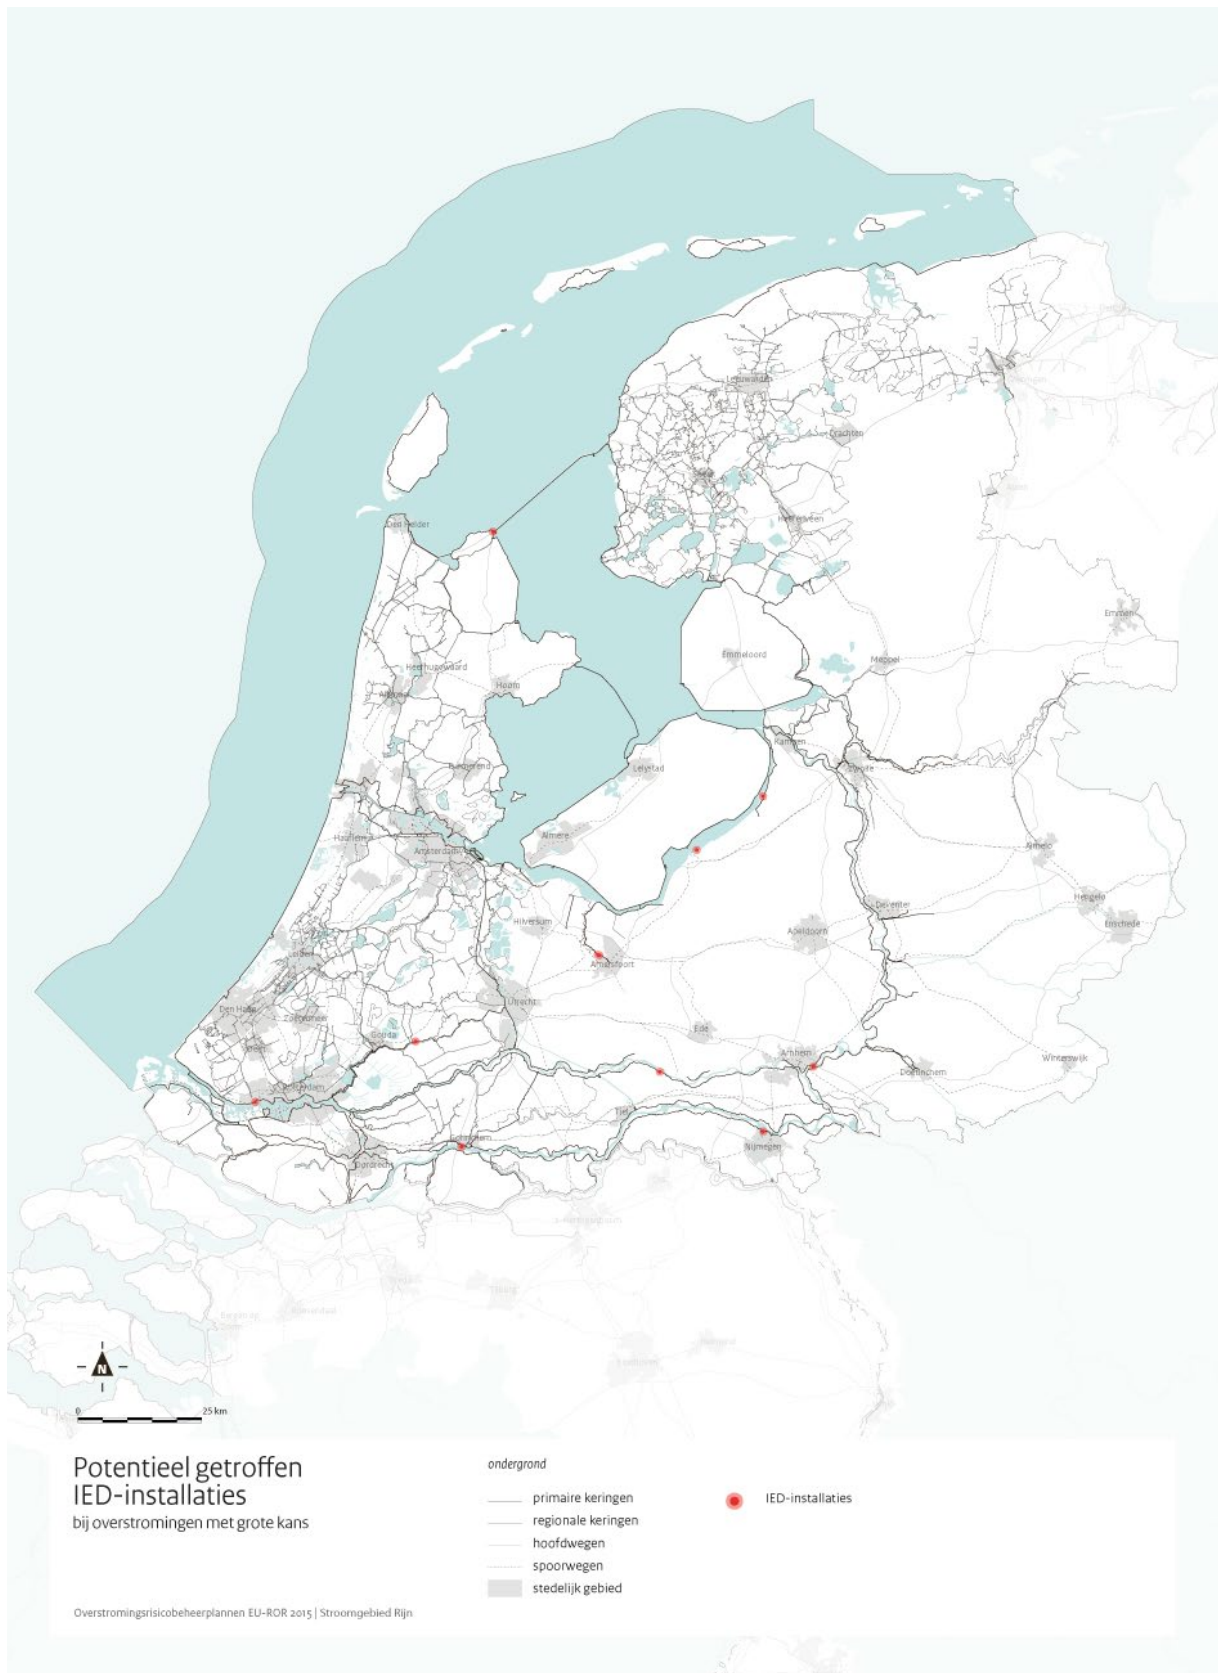 Leeuwarden
Drachten
Heerenveen
Den Helder
Emmen
Emmeloord
Meppel
Heerhugowaard
Hoorn
Kampen
Zwolle
Lelystad
Purmerend
Almere
Haarlem
Amsterdam
Almelo
Hengelo
Enschede
Deventer
Apeldoorn
Hilversum
Amersfoort
Leiden
Utrecht
Den Haag
Zoetermeer
Gouda
Delft
Ede
Arnhem
Doetinchem
Winterswijk
Rotterdam
Tiel
Gorinchem
Nijmegen
Dordrecht
N
0 25 km
Potentieel getroffen
IED-installaties
bij overstromingen met grote kans
ondergrond
primaire keringen
regionale keringen
hoofdwegen
spoorwegen
stedelijk gebied
IED-installaties
Overstromingsrisicobeheerplannen EU-ROR 2015 | Stroomgebied Rijn